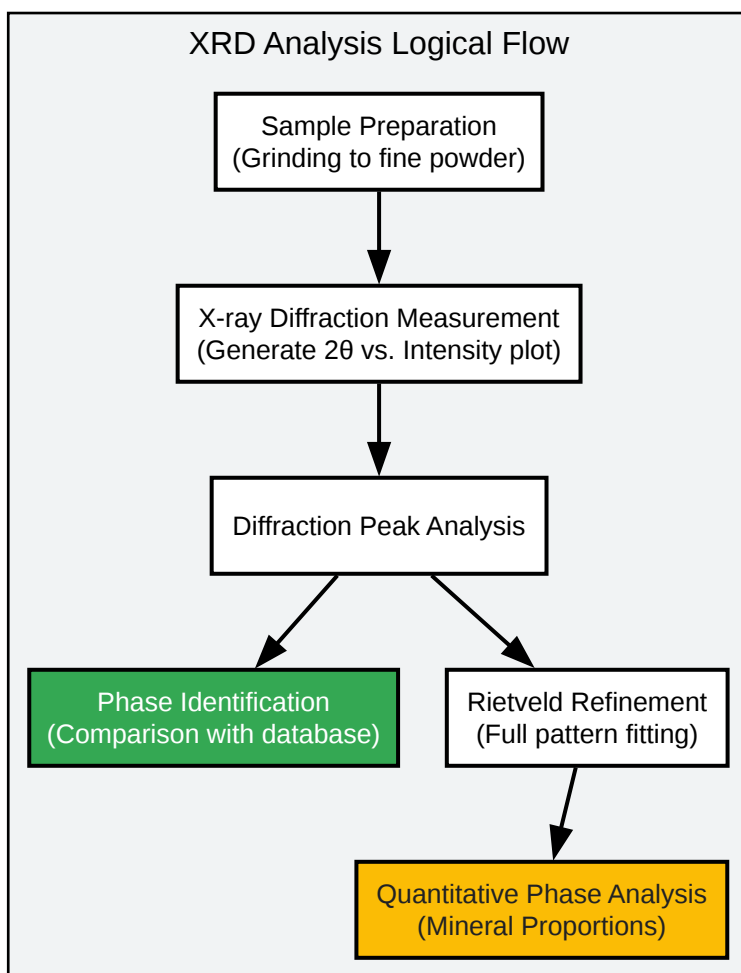 XRD Analysis Logical Flow
Sample Preparation
(Grinding to fine powder)
X-ray Diffraction Measurement
(Generate 2θ vs. Intensity plot)
Diffraction Peak Analysis
Phase Identification
(Comparison with database)
Rietveld Refinement
(Full pattern fitting)
Quantitative Phase Analysis
(Mineral Proportions)